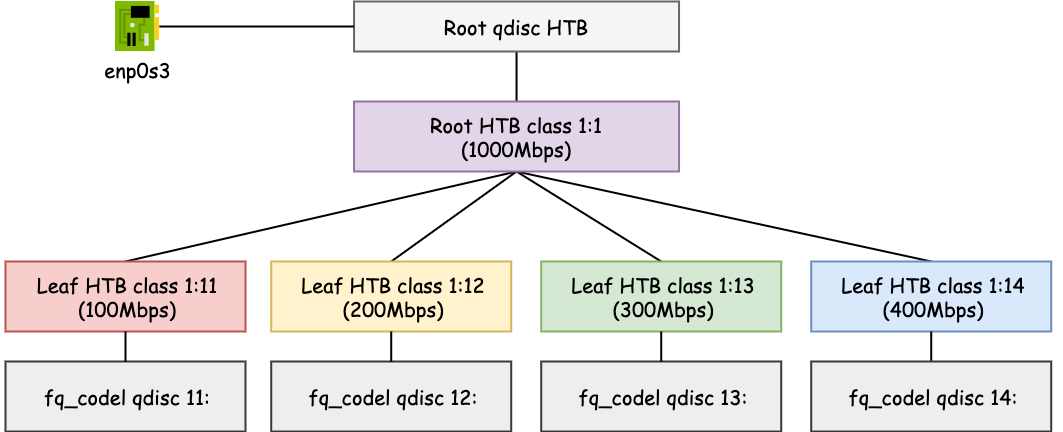 Root qdisc HTB
enp0s3
Root HTB class 1:1
(1000Mbps)
Leaf HTB class 1:11
(100Mbps)
Leaf HTB class 1:12
(200Mbps)
Leaf HTB class 1:13
(300Mbps)
Leaf HTB class 1:14
(400Mbps)
fq_codel qdisc 11:
fq_codel qdisc 12:
fq_codel qdisc 13:
fq_codel qdisc 14: